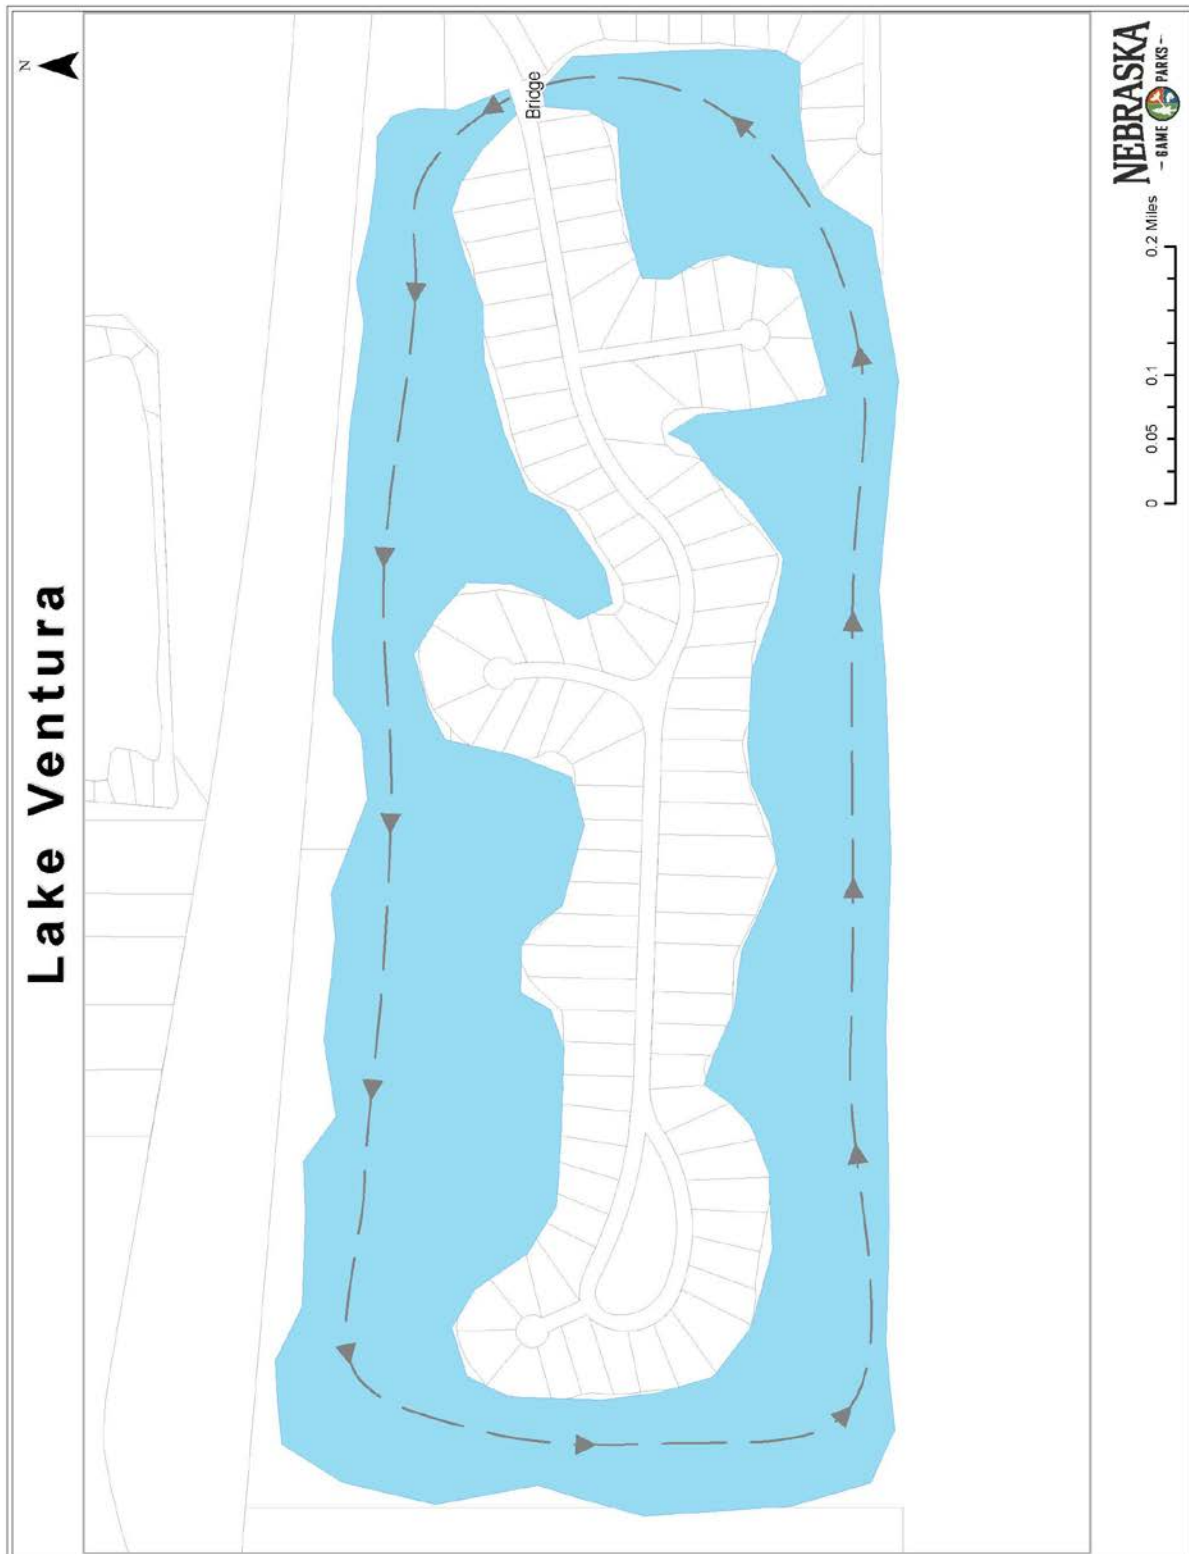 Lake Ventura
N
Bridge
NEBRASKA
- GAME PARKS -
0 0.05 0.1 0.2 Miles